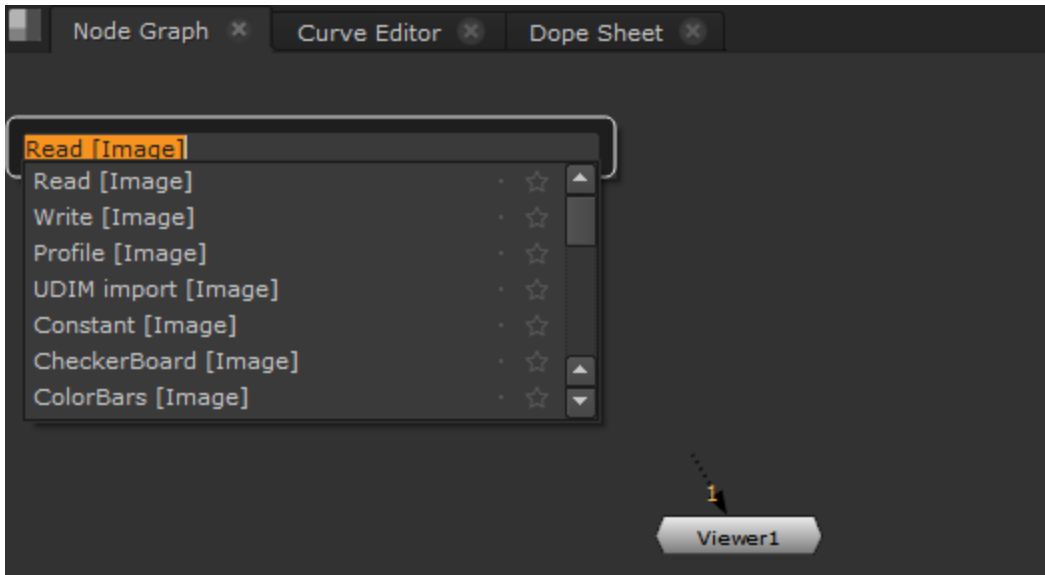 Node Graph
Curve Editor
Dope Sheet
Read [Image]
Read [Image]
Write [Image]
Profile [Image]
UDIM import [Image]
Constant [Image]
CheckerBoard [Image]
ColorBars [Image]
1
Viewer1